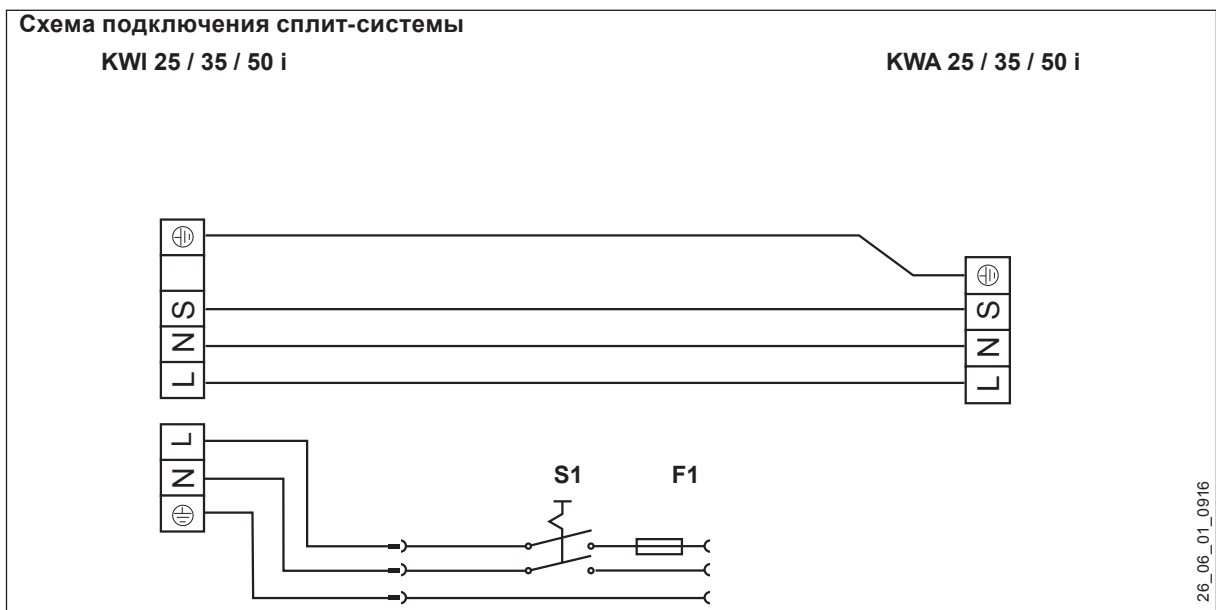 Схема подключения сплит-системы
KWI 25 / 35 / 50 i
KWA 25 / 35 / 50 i
S
N
L
S
N
L
L
N
S1
F1
26_06_01_0916